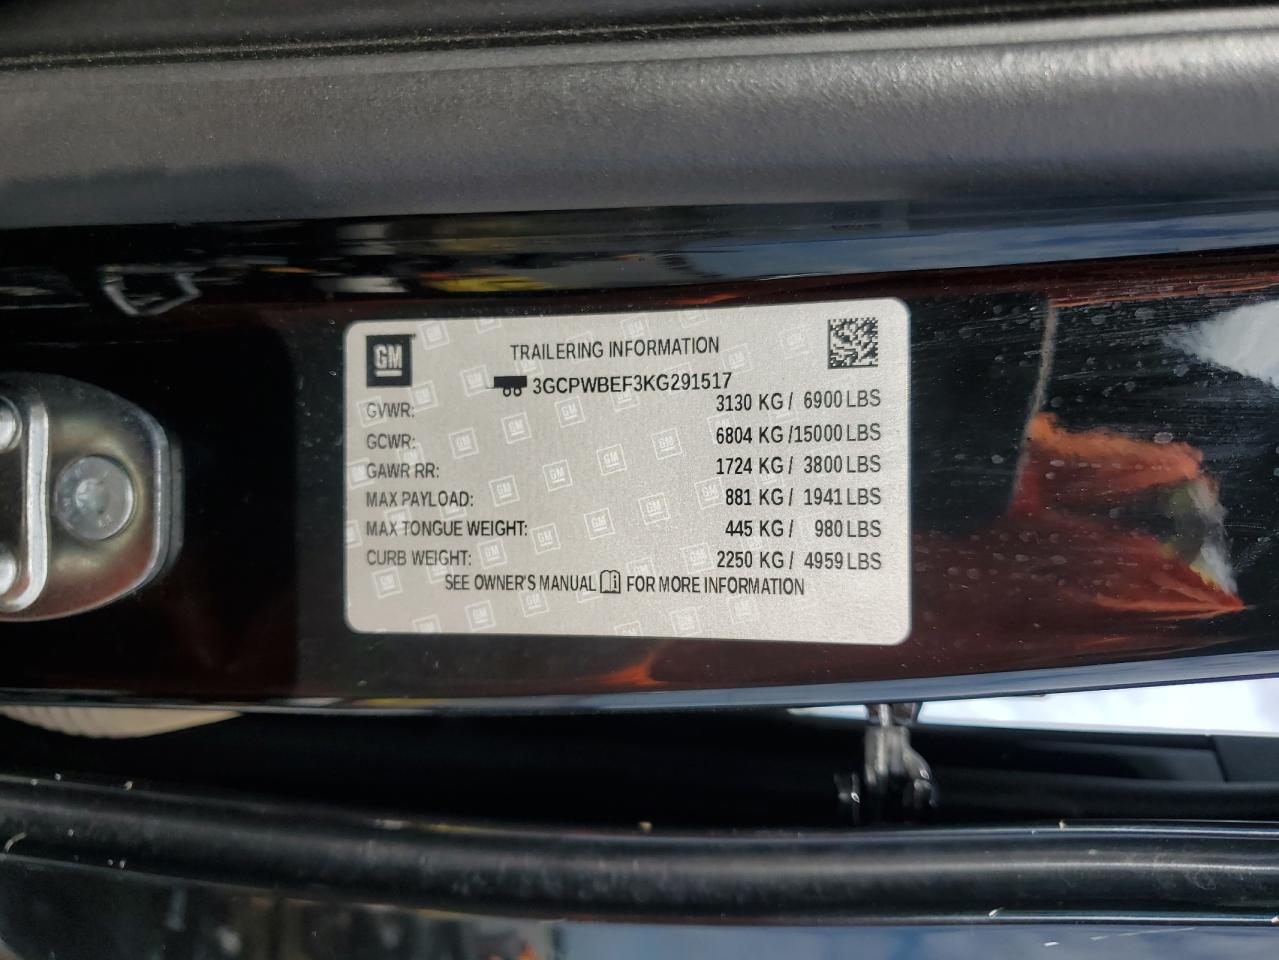 GM
TRAILERING INFORMATION
3GCPWBEF3KG291517
GVWR: 3130 KG / 6900 LBS
GCWR: 6804 KG /15000 LBS
GAWR RR: 1724 KG / 3800 LBS
MAX PAYLOAD: 881 KG / 1941 LBS
MAX TONGUE WEIGHT: 445 KG / 980 LBS
CURB WEIGHT: 2250 KG / 4959 LBS
SEE OWNER'S MANUAL FOR MORE INFORMATION